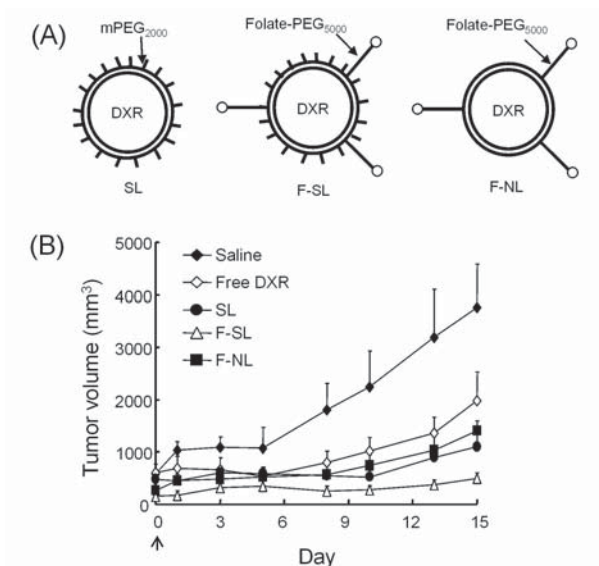 (A)
mPEG2000
Folate-PEG5000
Folate-PEG5000
DXR
DXR
DXR
SL
F-SL
F-NL
(B)
5000
4000
3000
2000
1000
0
Tumor volume (mm3)
Saline
Free DXR
SL
F-SL
F-NL
0 3 6 9 12 15
Day